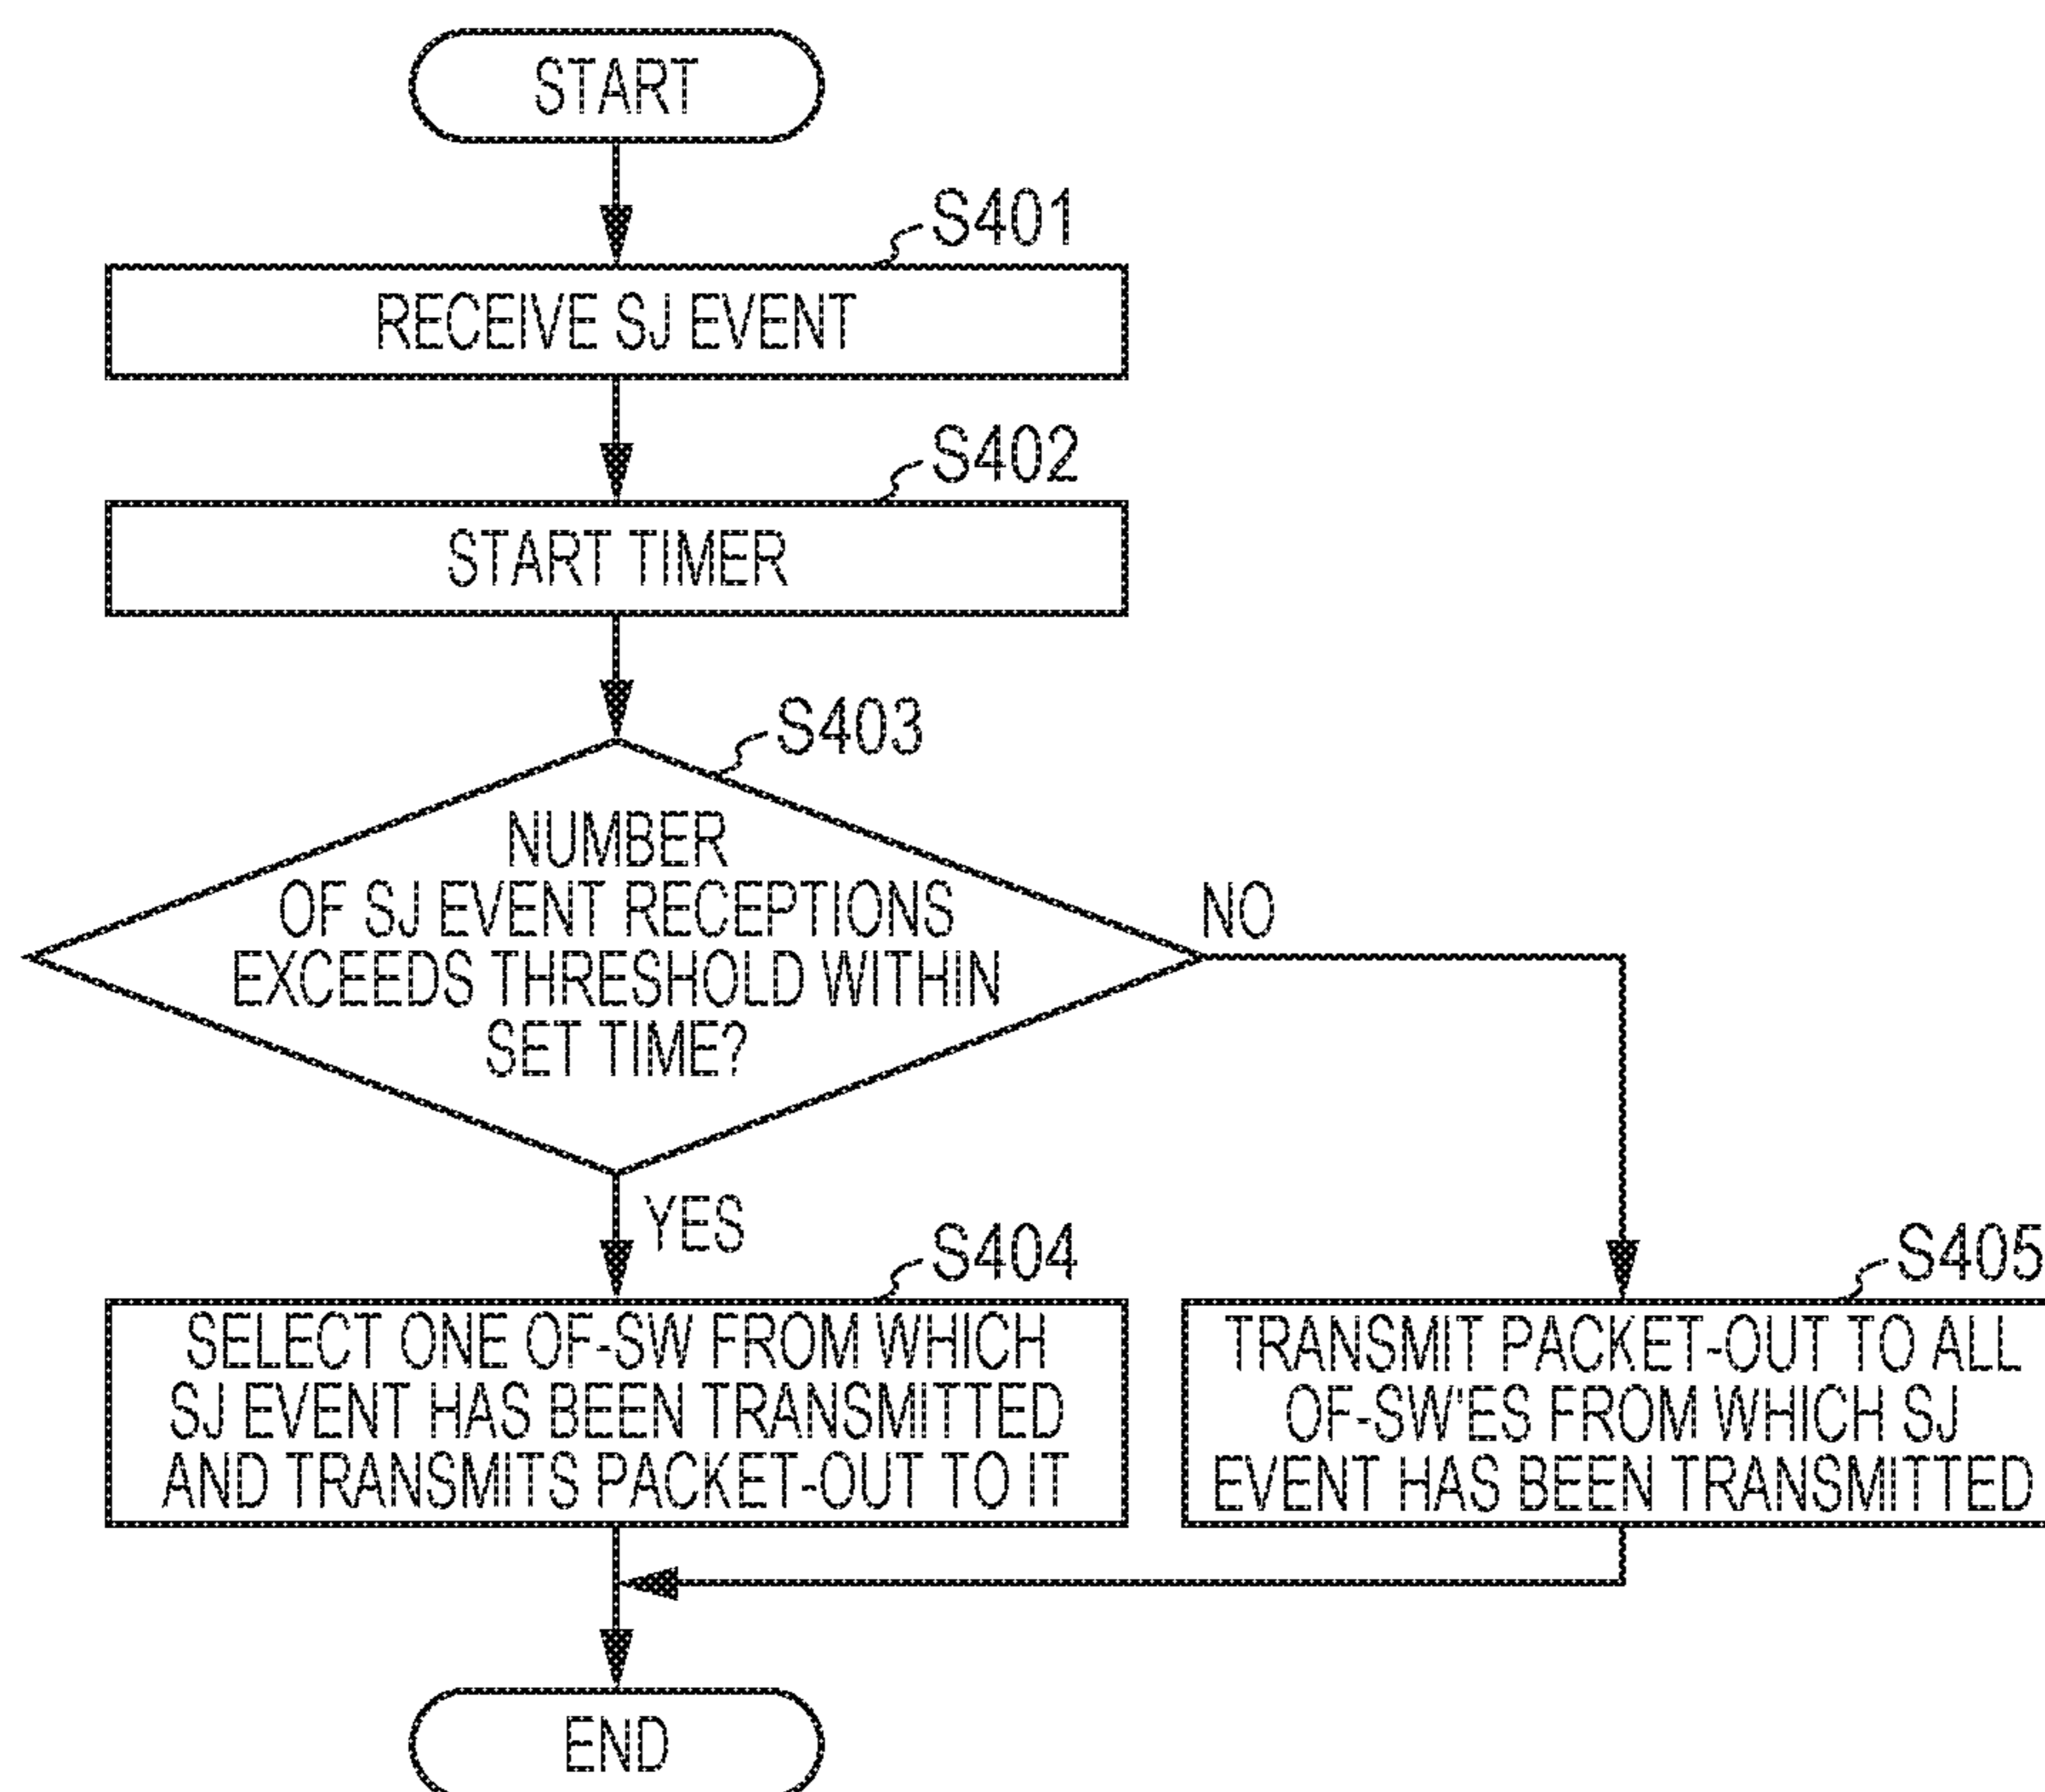 START
S401
RECEIVE SJ EVENT
S402
START TIMER
S403
NUMBER
OF SJ EVENT RECEPTIONS
EXCEEDS THRESHOLD WITHIN
SET TIME?
NO
YES
S404
SELECT ONE OF-SW FROM WHICH
SJ EVENT HAS BEEN TRANSMITTED
AND TRANSMITS PACKET-OUT TO IT
S405
TRANSMIT PACKET-OUT TO ALL
OF-SW'ES FROM WHICH SJ
EVENT HAS BEEN TRANSMITTED
END